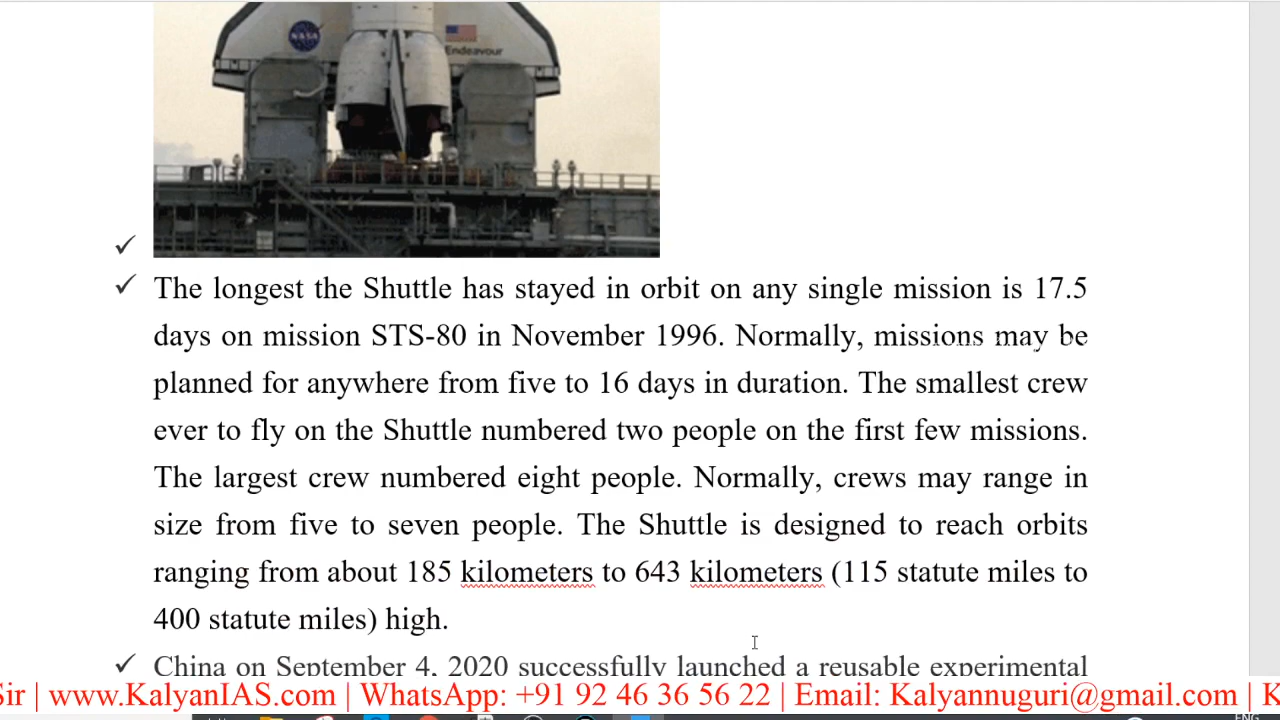 NASA
Endeavour
The longest the Shuttle has stayed in orbit on any single mission is 17.5
days on mission STS-80 in November 1996. Normally, missions may be
planned for anywhere from five to 16 days in duration. The smallest crew
ever to fly on the Shuttle numbered two people on the first few missions.
The largest crew numbered eight people. Normally, crews may range in
size from five to seven people. The Shuttle is designed to reach orbits
ranging from about 185 kilometers to 643 kilometers (115 statute miles to
400 statute miles) high.
China on September 4, 2020 successfully launched a reusable experimental
Sir | www.KalyanIAS.com | WhatsApp: +91 92 46 36 56 22 | Email: Kalyannuguri@gmail.com | K
ENG